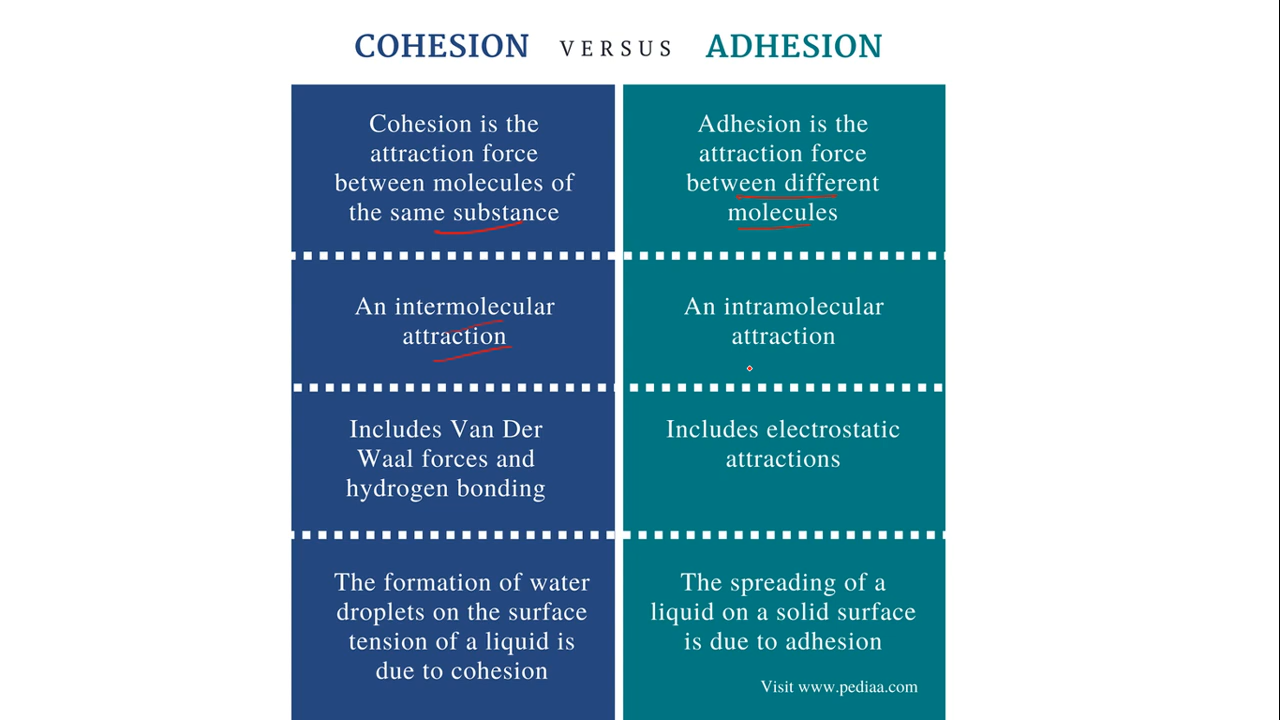 COHESION VERSUS ADHESION
Cohesion is the
attraction force
between molecules of
the same substance
Adhesion is the
attraction force
between different
molecules
An intermolecular
attraction
An intramolecular
attraction
Includes Van Der
Waal forces and
hydrogen bonding
Includes electrostatic
attractions
The formation of water
droplets on the surface
tension of a liquid is
due to cohesion
The spreading of a
liquid on a solid surface
is due to adhesion
Visit www.pediaa.com